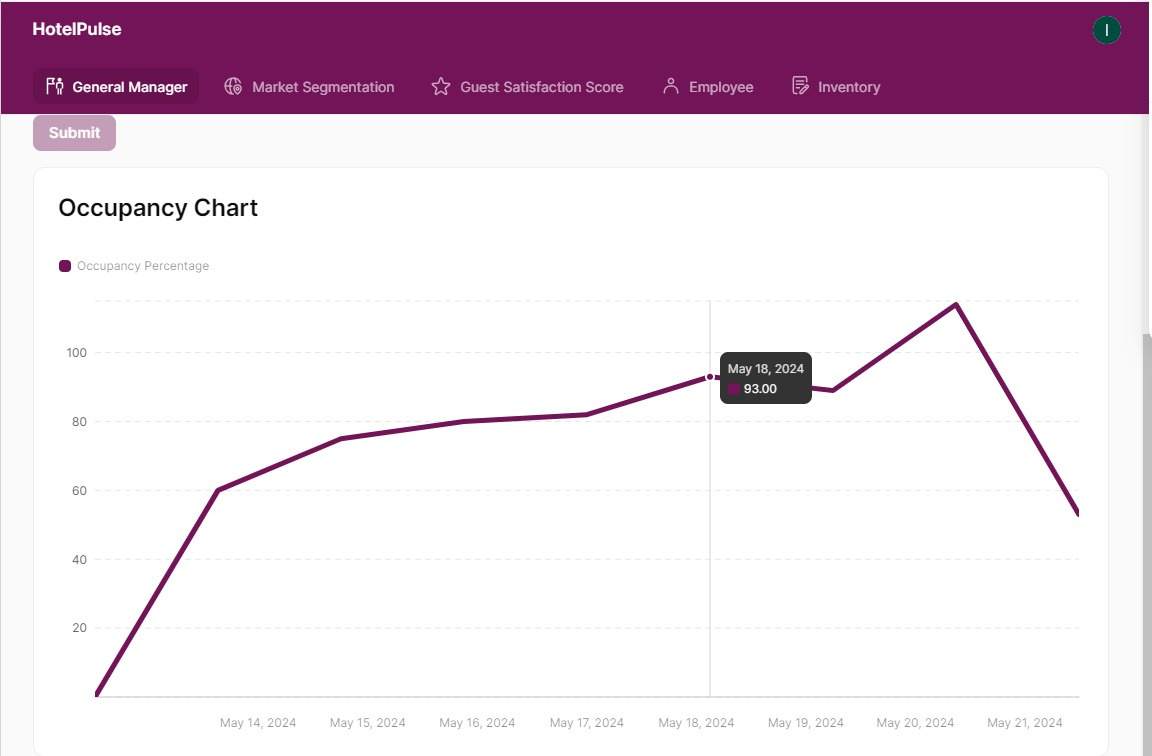 HotelPulse
I
General Manager
Market Segmentation
Guest Satisfaction Score
Employee
Inventory
Submit
Occupancy Chart
Occupancy Percentage
100
80
60
40
20
May 18, 2024
93.00
May 14, 2024
May 15, 2024
May 16, 2024
May 17, 2024
May 18, 2024
May 19, 2024
May 20, 2024
May 21, 2024